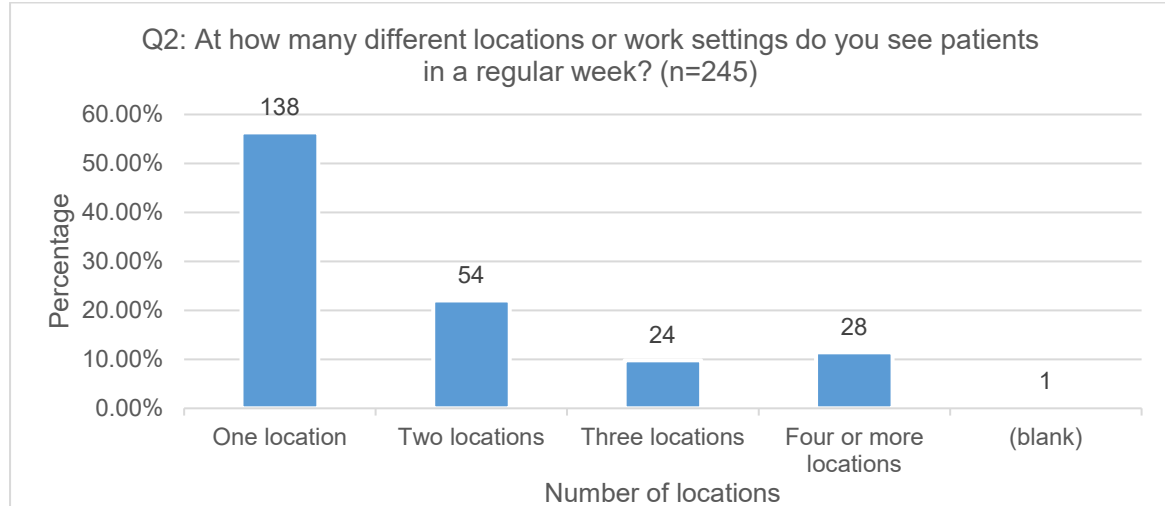 Q2: At how many different locations or work settings do you see patients
in a regular week? (n=245)
60.00%
50.00%
40.00%
30.00%
20.00%
10.00%
0.00%
Percentage
138
54
24
28
1
One location
Two locations
Three locations
Four or more
locations
(blank)
Number of locations